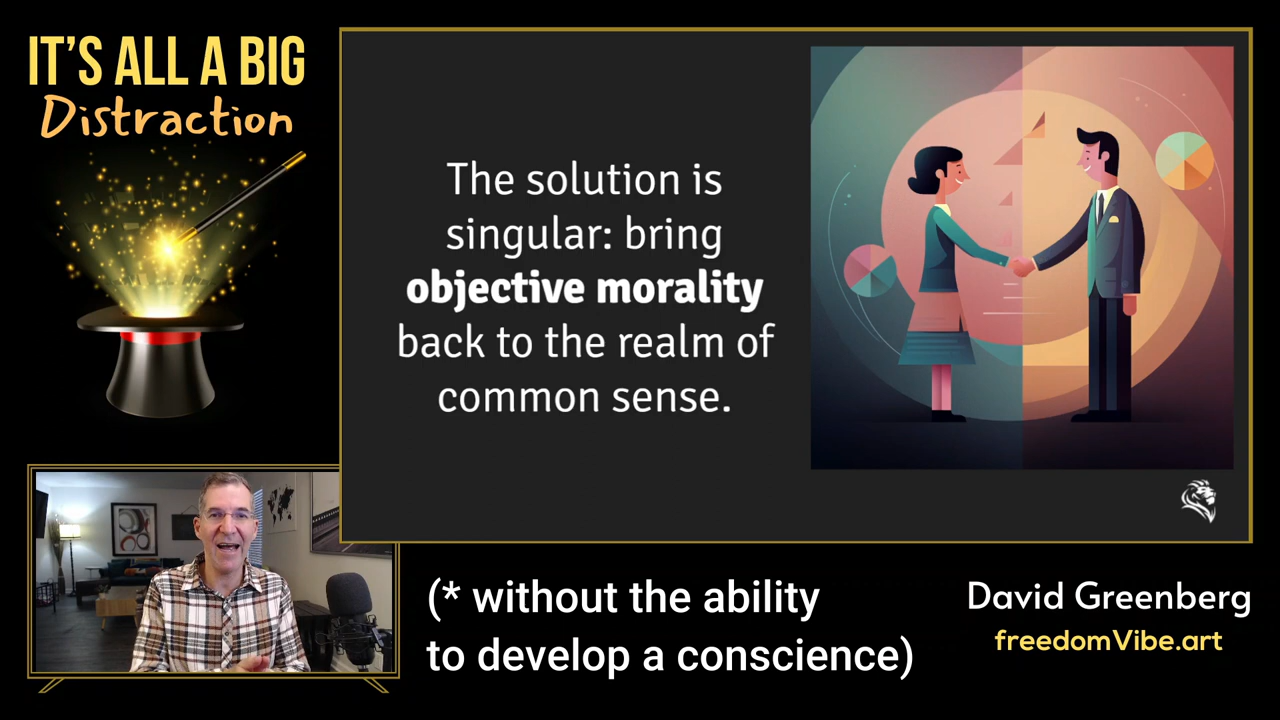 IT'S ALL A BIG
Distraction
The solution is
singular: bring
objective morality
back to the realm of
common sense.
(* without the ability
to develop a conscience)
David Greenberg
freedomVibe.art